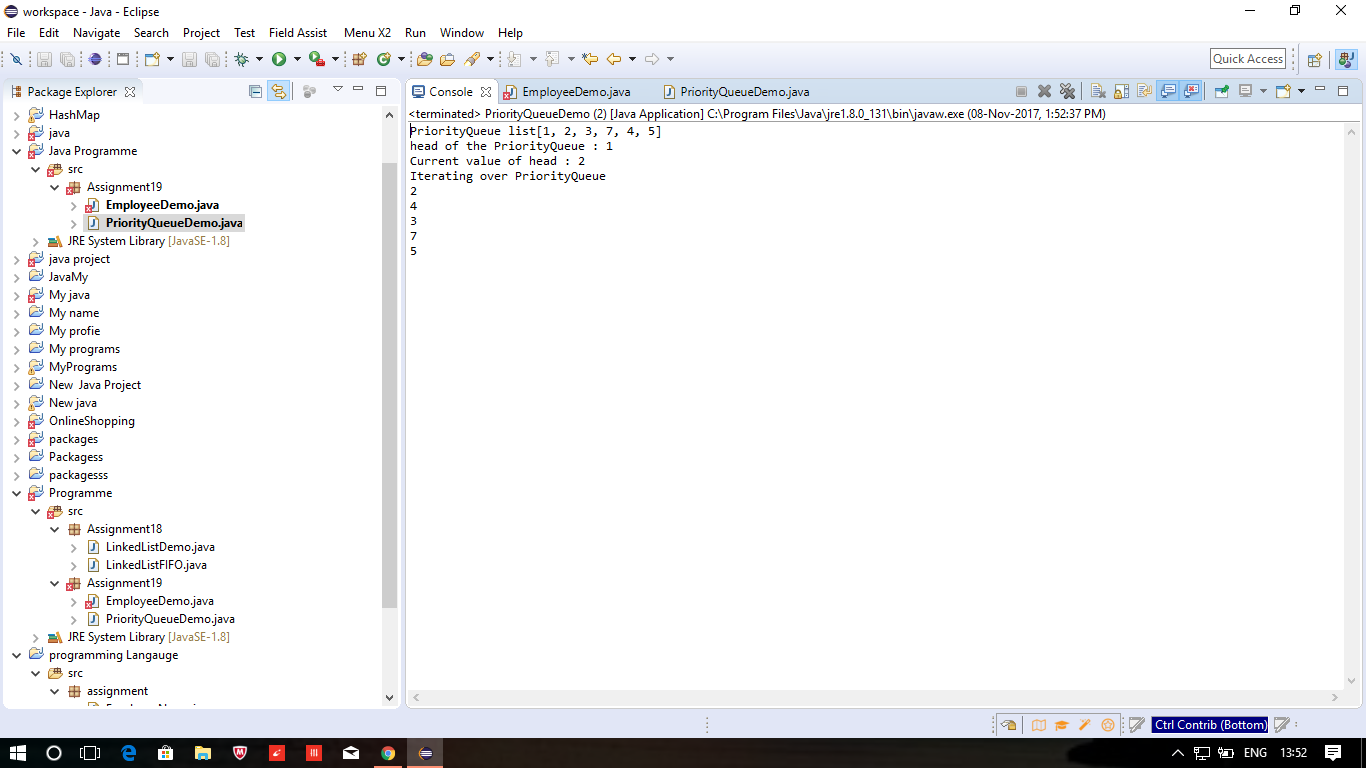 workspace - Java - Eclipse
File Edit Navigate Search Project Test Field Assist Menu X2 Run Window Help
Quick Access
Package Explorer
HashMap
java
Java Programme
src
Assignment19
EmployeeDemo.java
PriorityQueueDemo.java
JRE System Library [JavaSE-1.8]
java project
JavaMy
My java
My name
My profie
My programs
MyPrograms
New Java Project
New java
OnlineShopping
packages
Packagess
packagesss
Programme
src
Assignment18
LinkedListDemo.java
LinkedListFIFO.java
Assignment19
EmployeeDemo.java
PriorityQueueDemo.java
JRE System Library [JavaSE-1.8]
programming Langauge
src
assignment
Console EmployeeDemo.java PriorityQueueDemo.java
<terminated> PriorityQueueDemo (2) [Java Application] C:\Program Files\Java\jre1.8.0_131\bin\javaw.exe (08-Nov-2017, 1:52:37 PM)
PriorityQueue list[1, 2, 3, 7, 4, 5]
head of the PriorityQueue : 1
Current value of head : 2
Iterating over PriorityQueue
2
4
3
7
5
Ctrl Contrib (Bottom)
ENG 13:52